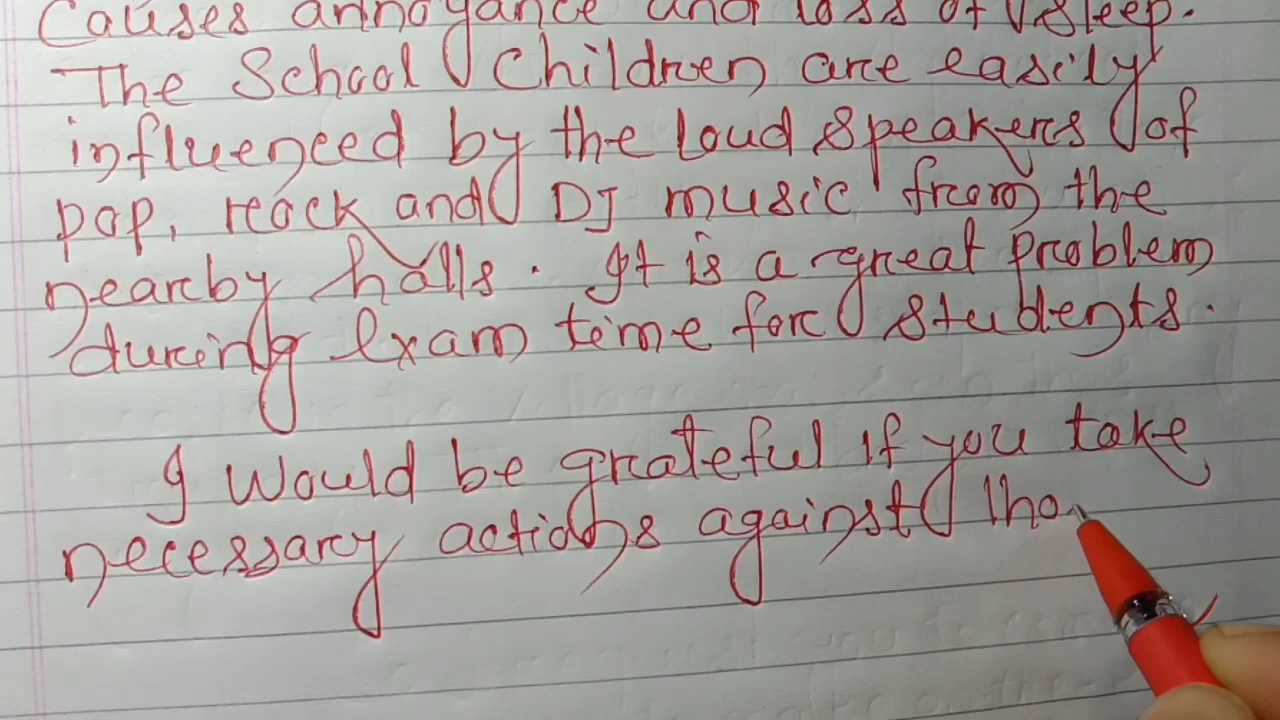 Causes annoyance and loss of sleep.
The School Children are easily
influenced by the loud speakers of
pop, rock and DJ music from the
nearby halls. It is a great problem
during exam time for students.
I would be grateful if you take
necessary actions against tho